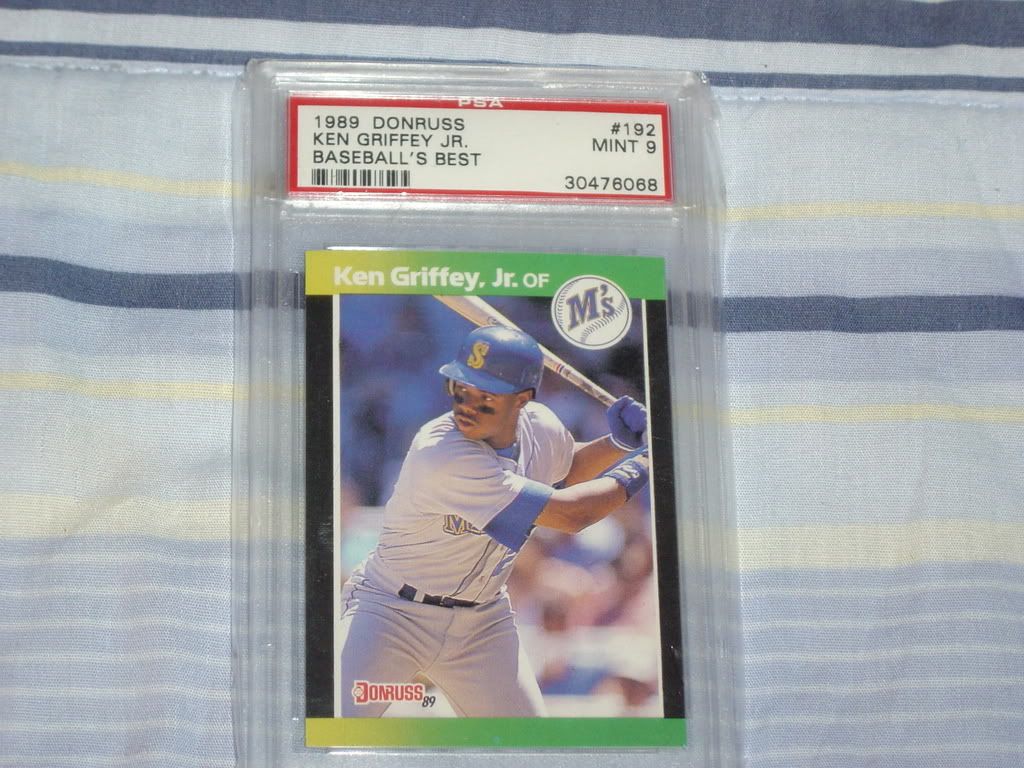 PSA
1989 DONRUSS #192
KEN GRIFFEY JR. MINT 9
BASEBALL'S BEST
30476068
Ken Griffey, Jr. OF
M's
S
M
DONRUSS 89